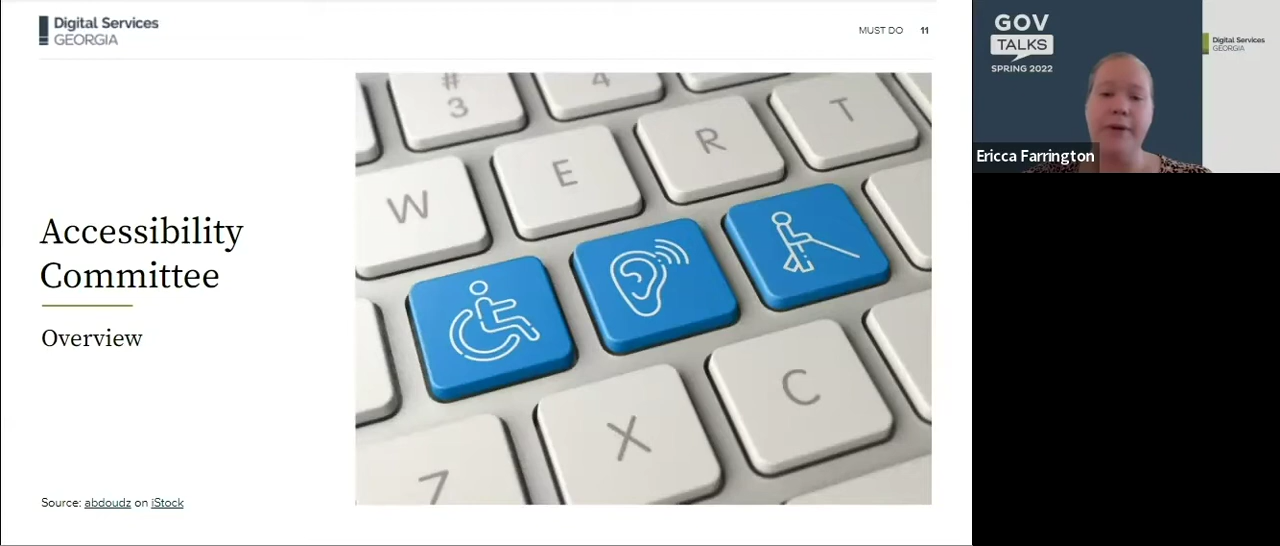 Digital Services
GEORGIA
MUST DO 11
Accessibility
Committee
Overview
# 
3
4
W
E
R
T
Z
X
C
Source: abdoudz on iStock
GOV
TALKS
SPRING 2022
Digital Services
GEORGIA
Ericca Farrington